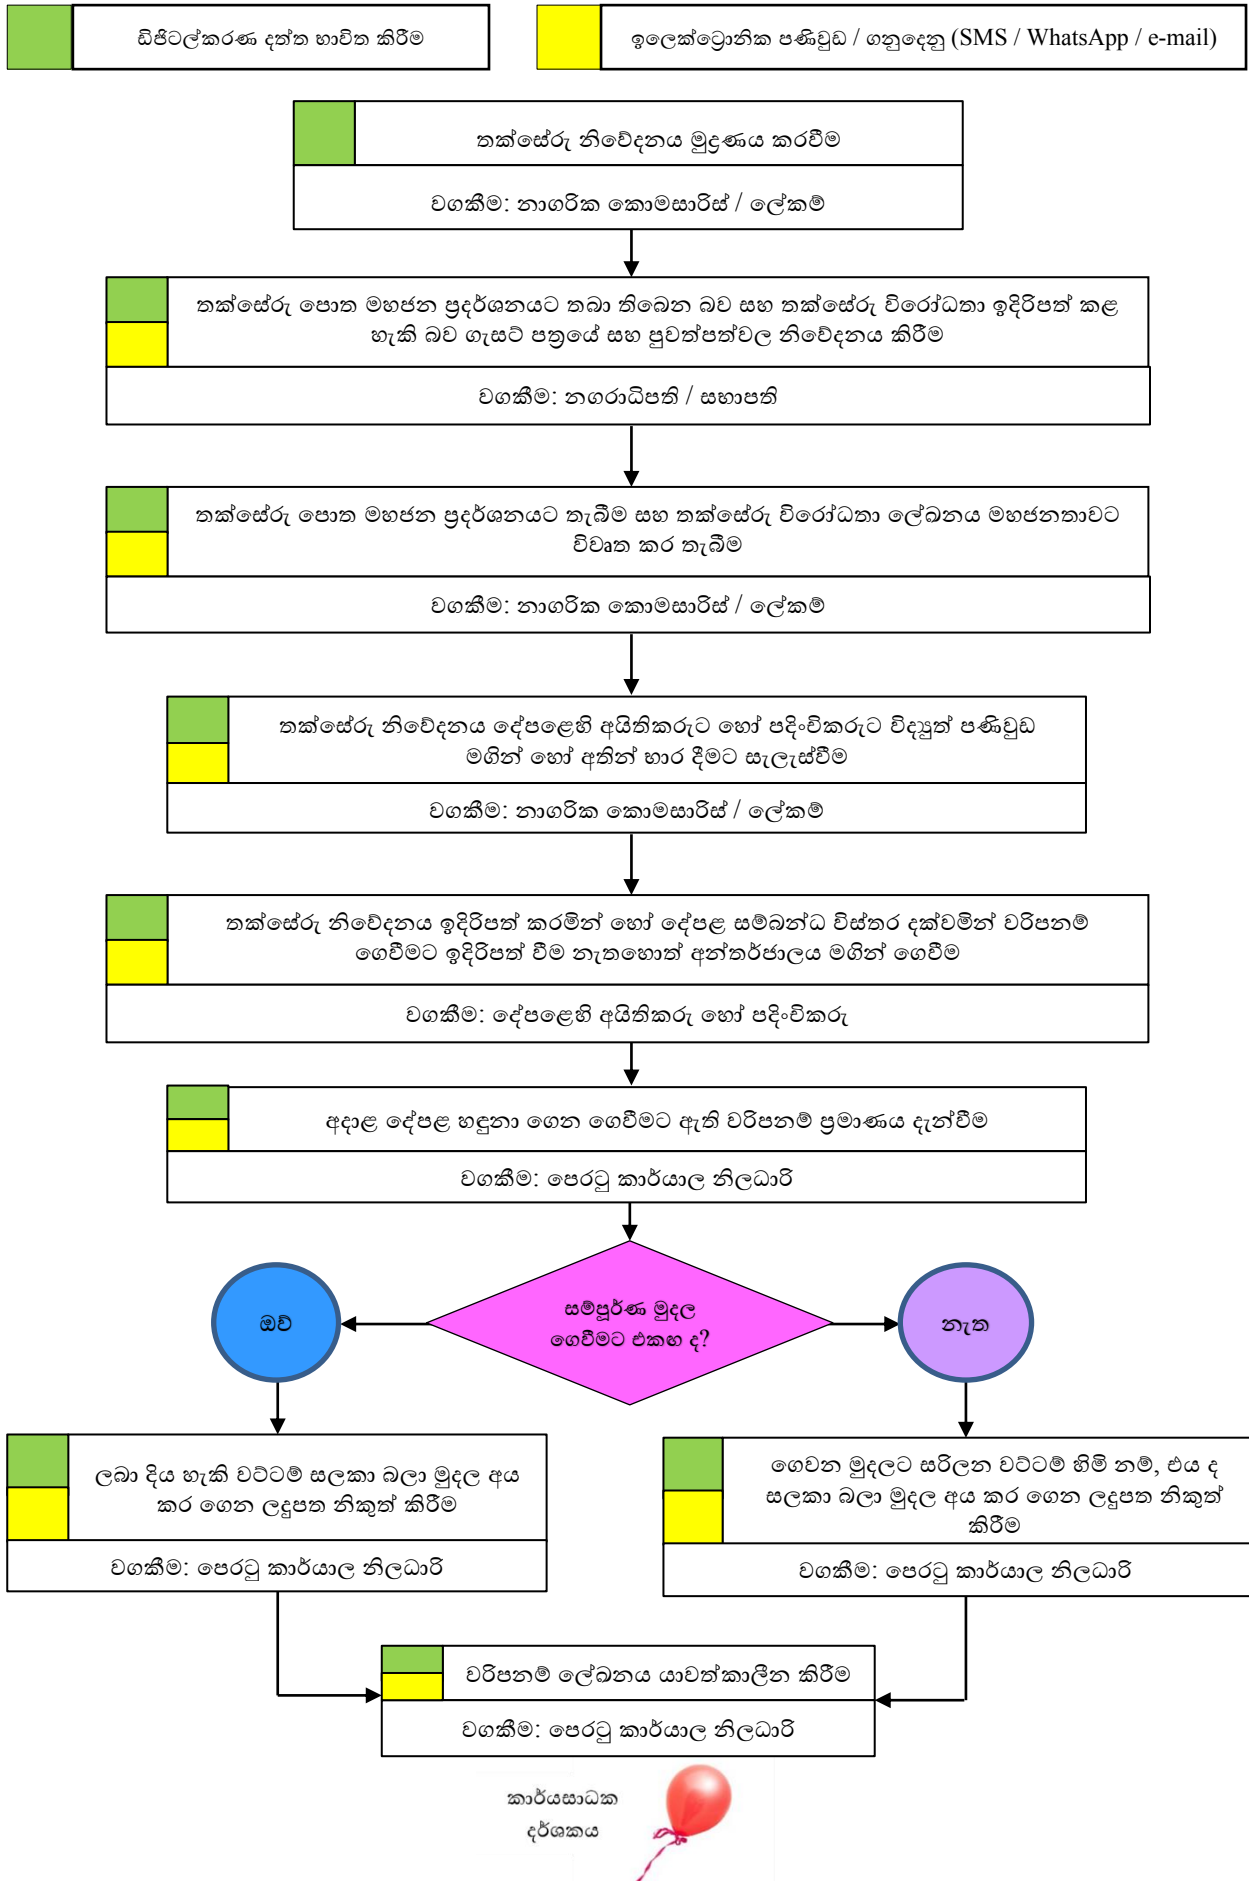 ඩිජිටල්කරණ දත්ත භාවිත කිරීම
ඉලෙක්ට්‍රොනික පණිවුඩ / ගනුදෙනු (SMS / WhatsApp / e-mail)
තක්සේරු නිවේදනය මුද්‍රණය කරවීම
වගකීම: නාගරික කොමසාරිස් / ලේකම්
තක්සේරු පොත මහජන ප්‍රදර්ශනයට තබා තිබෙන බව සහ තක්සේරු විරෝධතා ඉදිරිපත් කළ
හැකි බව ගැසට් පත්‍රයේ සහ පුවත්පත්වල නිවේදනය කිරීම
වගකීම: නගරාධිපති / සභාපති
තක්සේරු පොත මහජන ප්‍රදර්ශනයට තැබීම සහ තක්සේරු විරෝධතා ලේඛනය මහජනතාවට
විවෘත කර තැබීම
වගකීම: නාගරික කොමසාරිස් / ලේකම්
තක්සේරු නිවේදනය දේපළෙහි අයිතිකරුට හෝ පදිංචිකරුට විද්‍යුත් පණිවුඩ
මගින් හෝ අතින් භාර දීමට සැලැස්වීම
වගකීම: නාගරික කොමසාරිස් / ලේකම්
තක්සේරු නිවේදනය ඉදිරිපත් කරමින් හෝ දේපළ සම්බන්ධ විස්තර දක්වමින් වරිපනම්
ගෙවීමට ඉදිරිපත් වීම නැතහොත් අන්තර්ජාලය මගින් ගෙවීම
වගකීම: දේපළෙහි අයිතිකරු හෝ පදිංචිකරු
අදාළ දේපළ හඳුනා ගෙන ගෙවීමට ඇති වරිපනම් ප්‍රමාණය දැන්වීම
වගකීම: පෙරටු කාර්යාල නිලධාරි
සම්පූර්ණ මුදල
ගෙවීමට එකඟ ද?
ඔව්
නැත
ලබා දිය හැකි වට්ටම් සලකා බලා මුදල අය
කර ගෙන ලදුපත නිකුත් කිරීම
වගකීම: පෙරටු කාර්යාල නිලධාරි
ගෙවන මුදලට සරිලන වට්ටම් හිමි නම්, එය ද
සලකා බලා මුදල අය කර ගෙන ලදුපත නිකුත්
කිරීම
වගකීම: පෙරටු කාර්යාල නිලධාරි
වරිපනම් ලේඛනය යාවත්කාලීන කිරීම
වගකීම: පෙරටු කාර්යාල නිලධාරි
කාර්යසාධක
දර්ශකය